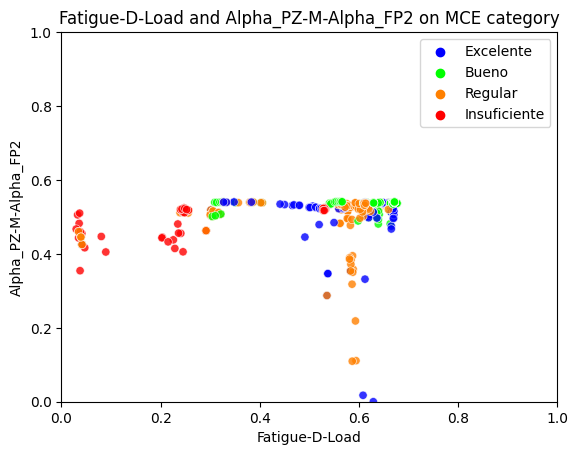 Fatigue-D-Load and Alpha_PZ-M-Alpha_FP2 on MCE category
Excelente
Bueno
Regular
Insuficiente
Alpha_PZ-M-Alpha_FP2
1.0
0.8
0.6
0.4
0.2
0.0
0.0 0.2 0.4 0.6 0.8 1.0
Fatigue-D-Load